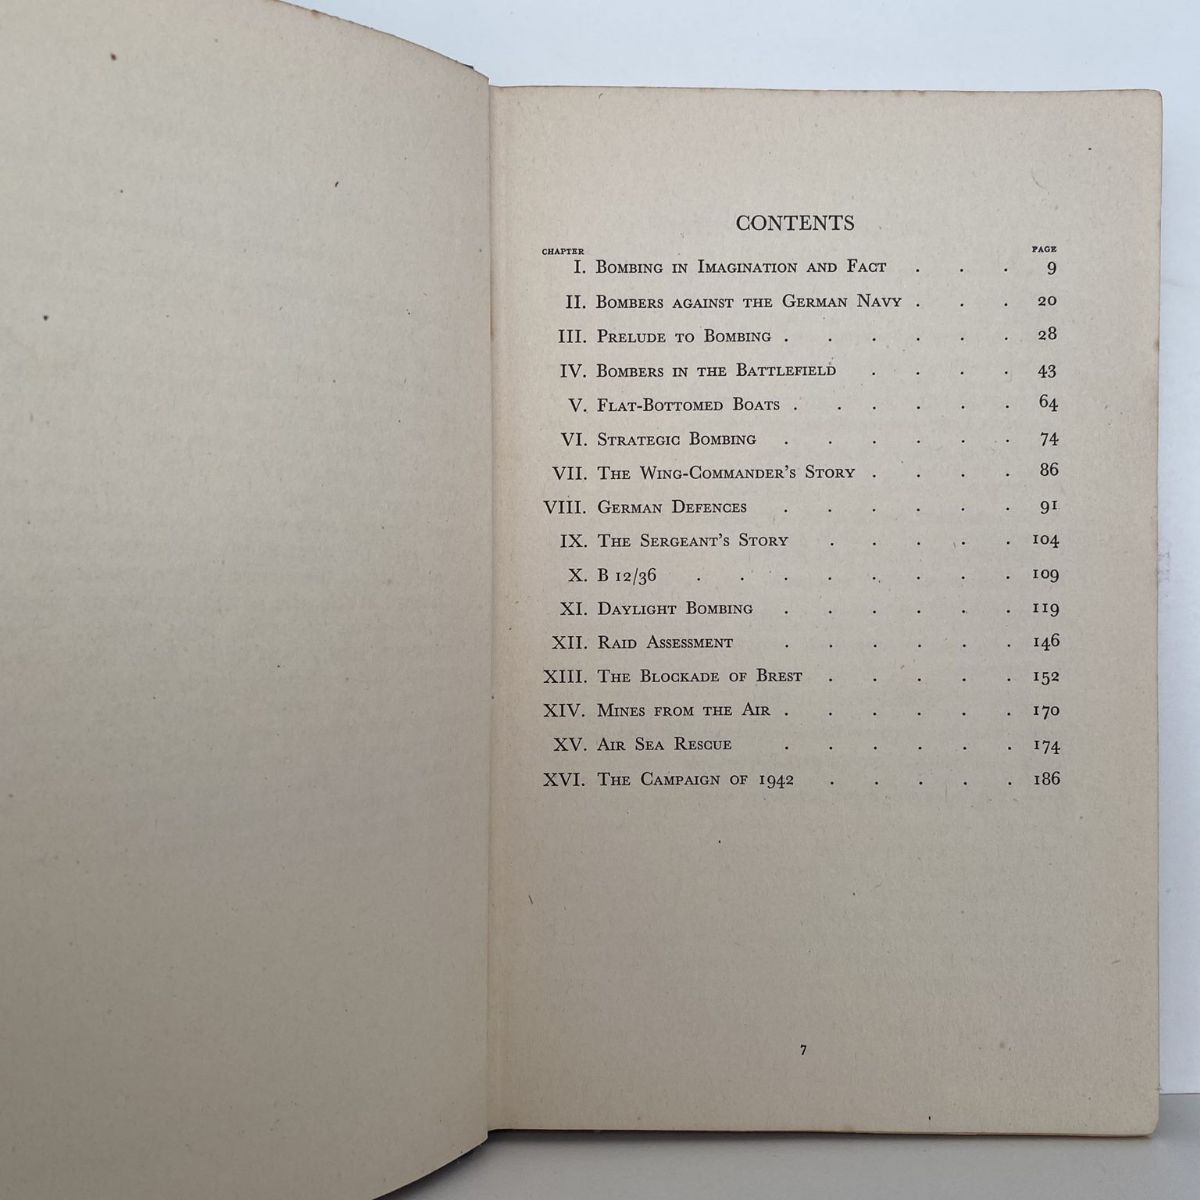 CONTENTS
CHAPTER PAGE
I. Bombing in Imagination and Fact . . . 9
II. Bombers against the German Navy . . . 20
III. Prelude to Bombing . . . . . . 28
IV. Bombers in the Battlefield . . . . 43
V. Flat-Bottomed Boats . . . . . . 64
VI. Strategic Bombing . . . . . . 74
VII. The Wing-Commander's Story . . . . 86
VIII. German Defences . . . . . . 91
IX. The Sergeant's Story . . . . . 104
X. B 12/36 . . . . . . . . 109
XI. Daylight Bombing . . . . . . 119
XII. Raid Assessment . . . . . . 146
XIII. The Blockade of Brest . . . . . 152
XIV. Mines from the Air . . . . . . 170
XV. Air Sea Rescue . . . . . . 174
XVI. The Campaign of 1942 . . . . . 186
7